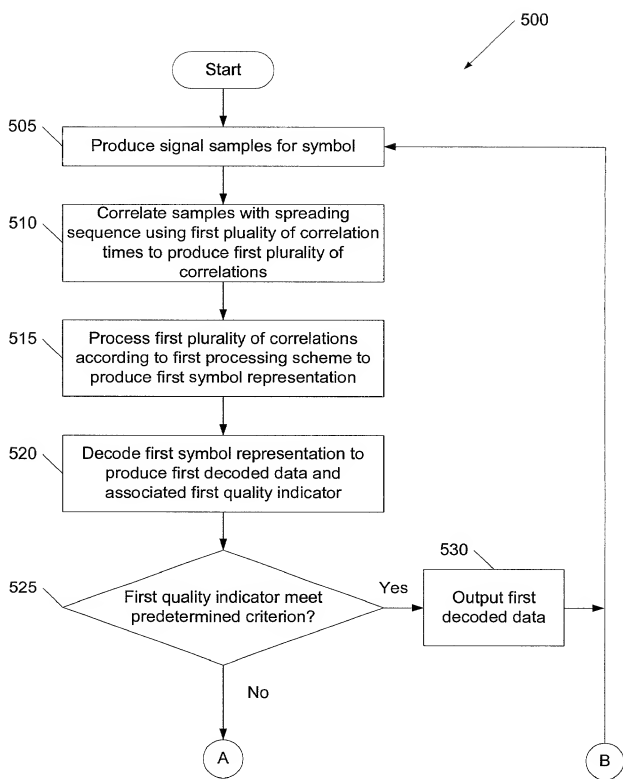 500
Start
505
Produce signal samples for symbol
510
Correlate samples with spreading
sequence using first pluality of correlation
times to produce first plurality of
correlations
515
Process first plurality of correlations
according to first processing scheme to
produce first symbol representation
520
Decode first symbol representation to
produce first decoded data and
associated first quality indicator
525
First quality indicator meet
predetermined criterion?
Yes
530
Output first
decoded data
No
A
B